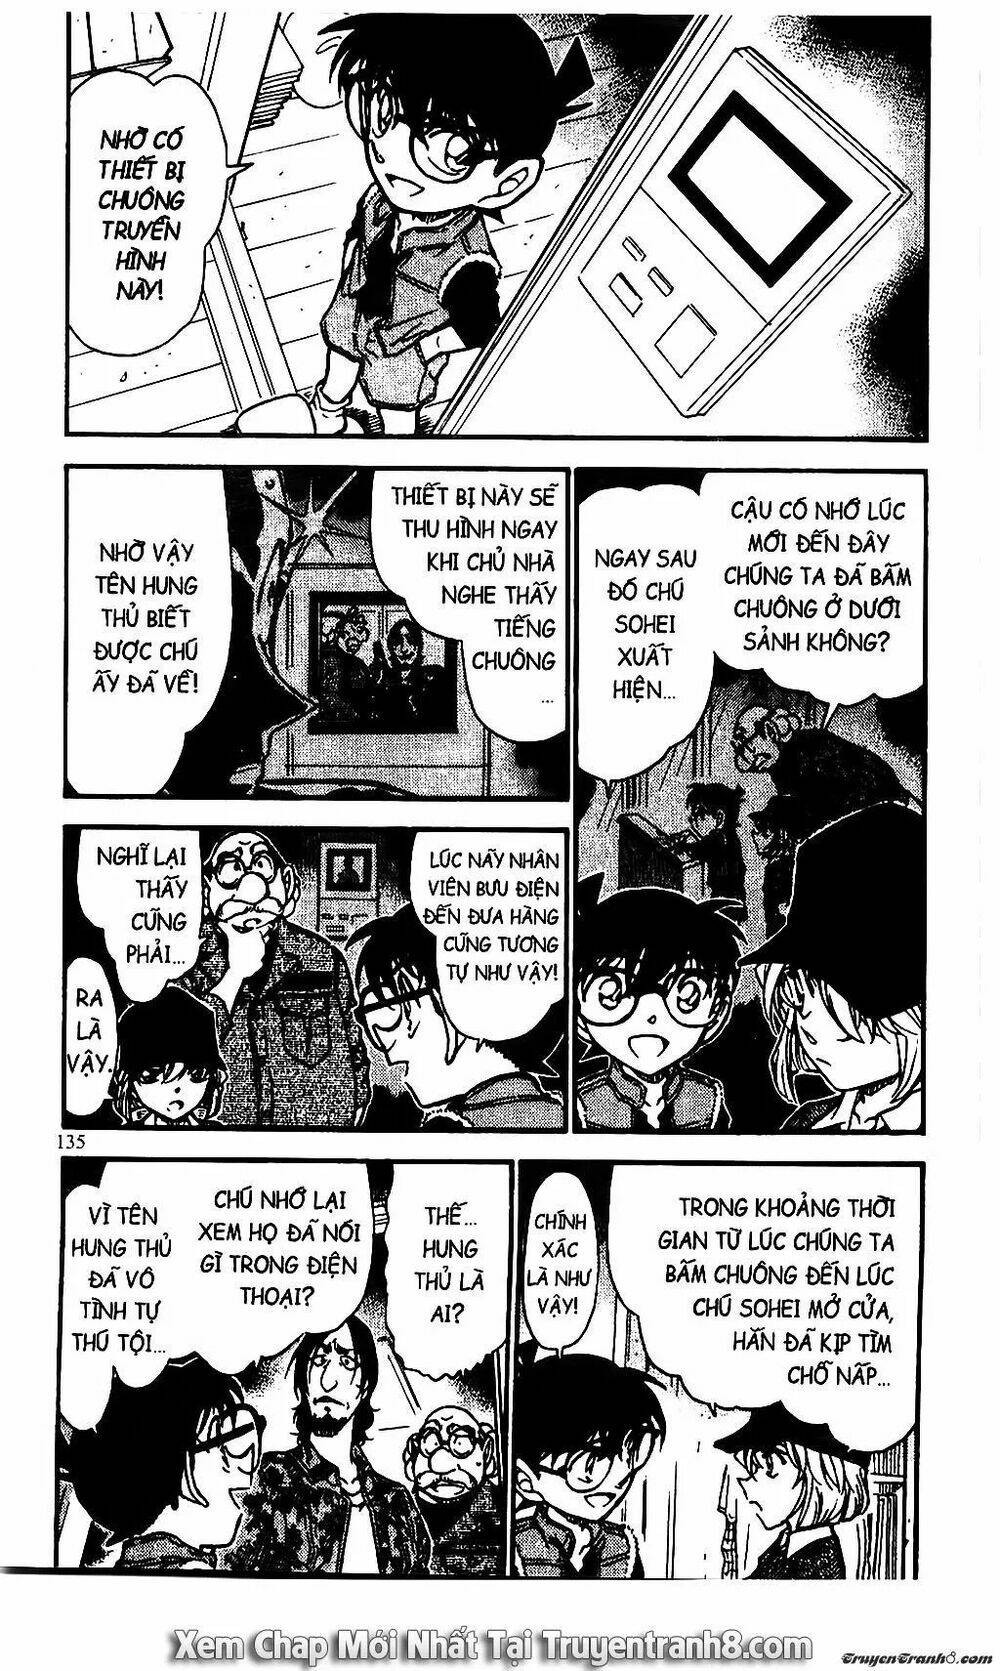 NHỜ CÓ
THIẾT BỊ
CHUÔNG
TRUYỀN
HÌNH
NÀY!
CẬU CÓ NHỚ LÚC
MỚI ĐẾN ĐÂY
CHÚNG TA ĐÃ BẤM
CHUÔNG Ở DƯỚI
SẢNH KHÔNG?
NGAY SAU
ĐÓ CHÚ
SOHEI
XUẤT
HIỆN...
THIẾT BỊ NÀY SẼ
THU HÌNH NGAY
KHI CHỦ NHÀ
NGHE THẤY
TIẾNG
CHUÔNG
...
NHỜ VẬY
TÊN HUNG
THỦ BIẾT
ĐƯỢC CHÚ
ẤY ĐÃ VỀ!
LÚC NÃY NHÂN
VIÊN BƯU ĐIỆN
ĐẾN ĐƯA HÀNG
CŨNG TƯƠNG
TỰ NHƯ VẬY!
NGHĨ LẠI
THẤY
CŨNG
PHẢI...
RA
LÀ
VẬY.
135
TRONG KHOẢNG THỜI
GIAN TỪ LÚC CHÚNG TA
BẤM CHUÔNG ĐẾN LÚC
CHÚ SOHEI MỞ CỬA,
HẮN ĐÃ KỊP TÌM
CHỖ NẤP...
CHÍNH
XÁC
LÀ NHƯ
VẬY!
THẾ...
HUNG
THỦ LÀ
AI?
CHÚ NHỚ LẠI
XEM HỌ ĐÃ NÓI
GÌ TRONG ĐIỆN
THOẠI?
VÌ TÊN
HUNG THỦ
ĐÃ VÔ
TÌNH TỰ
THÚ TỘI...
Xem Chap Mới Nhất Tại Truyentranh8.com
TruyenTranh8.com